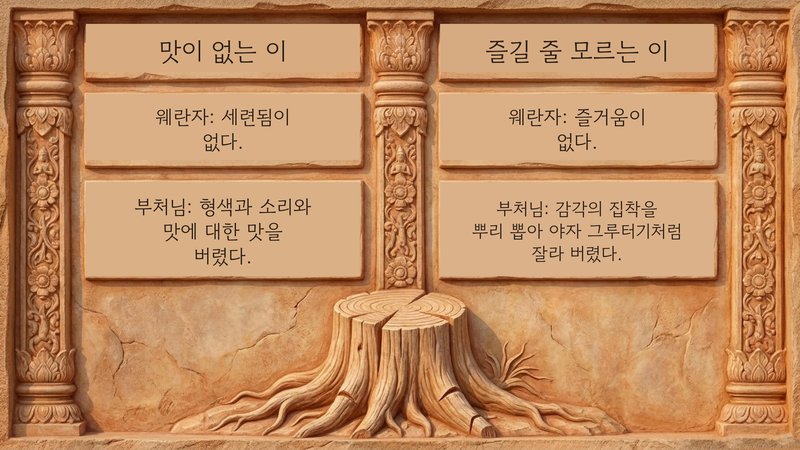 맛이 없는 이
웨란자: 세련됨이
없다.
부처님: 형색과 소리와
맛에 대한 맛을
버렸다.
즐길 줄 모르는 이
웨란자: 즐거움이
없다.
부처님: 감각의 집착을
뿌리 뽑아 야자 그루터기처럼
잘라 버렸다.